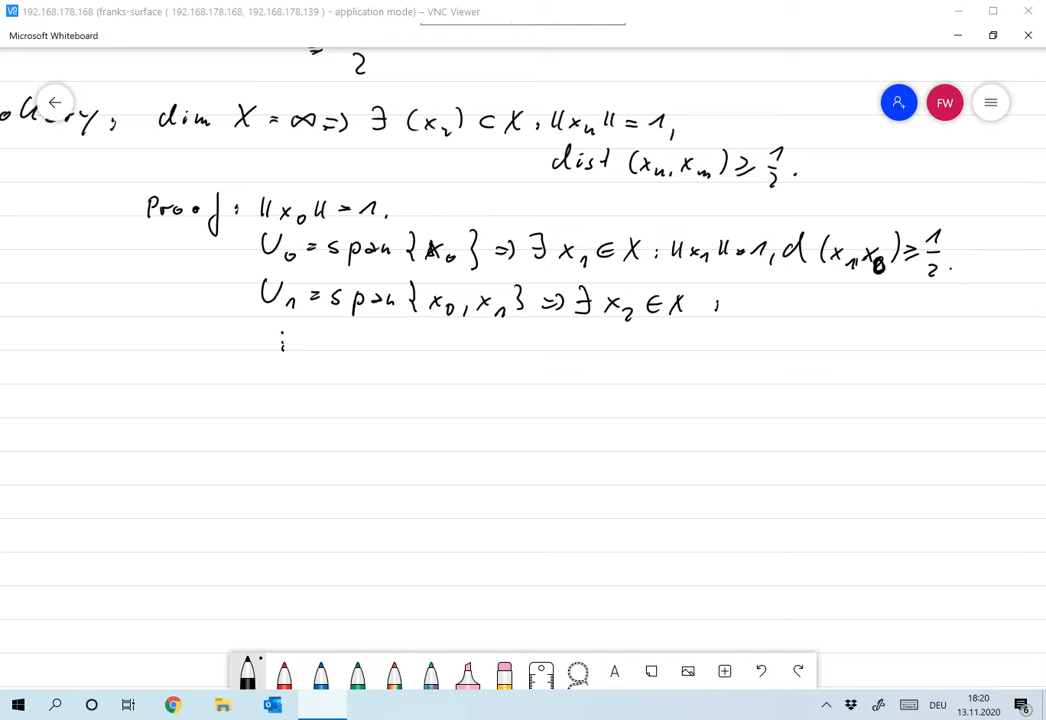 192.168.178.168 (franks-surface ( 192.168.178.168, 192.168.178.139 ) - application mode) – VNC Viewer
Microsoft Whiteboard
2
dim X = ∞ => ∃ (x₂) ⊂ X, ||xₙ|| = 1,
dist (xₙ, xₘ) ≥ 1/2.
Proof: ||x₀|| = 1.
U₀ = span {x₀} => ∃ x₁ ∈ X : ||x₁|| = 1, d (x₁, x₀) ≥ 1/2.
U₁ = span {x₀, x₁} => ∃ x₂ ∈ X :
⋮
FW
A
DEU
18:20
13.11.2020
6